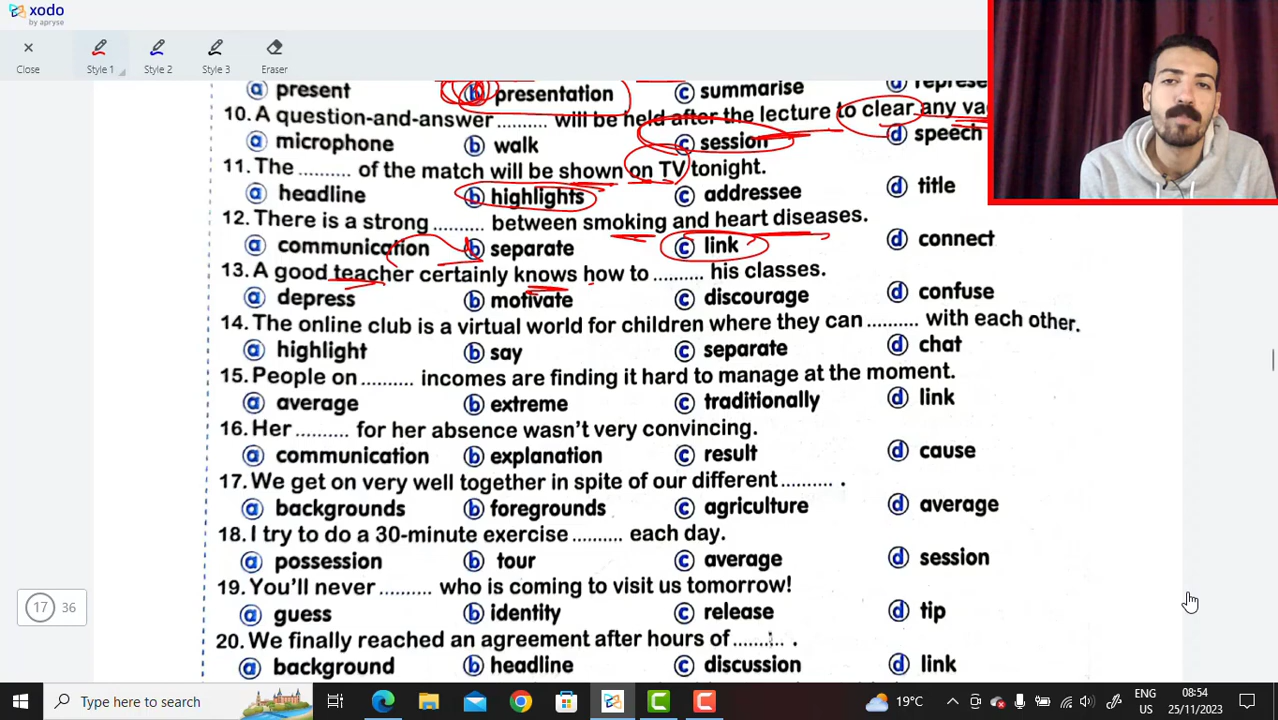 xodo
by apryse
Close
Style 1
Style 2
Style 3
Eraser
a present b presentation c summarise d
10. A question-and-answer .......... will be held after the lecture to clear any
a microphone b walk c session d speech
11. The .......... of the match will be shown on TV tonight.
a headline b highlights c addressee d title
12. There is a strong .......... between smoking and heart diseases.
a communication b separate c link d connect
13. A good teacher certainly knows how to .......... his classes.
a depress b motivate c discourage d confuse
14. The online club is a virtual world for children where they can .......... with each other.
a highlight b say c separate d chat
15. People on .......... incomes are finding it hard to manage at the moment.
a average b extreme c traditionally d link
16. Her .......... for her absence wasn't very convincing.
a communication b explanation c result d cause
17. We get on very well together in spite of our different .......... .
a backgrounds b foregrounds c agriculture d average
18. I try to do a 30-minute exercise .......... each day.
a possession b tour c average d session
19. You'll never .......... who is coming to visit us tomorrow!
a guess b identity c release d tip
20. We finally reached an agreement after hours of .......... .
a background b headline c discussion d link
17 36
Type here to search
19°C
ENG
US
08:54
25/11/2023